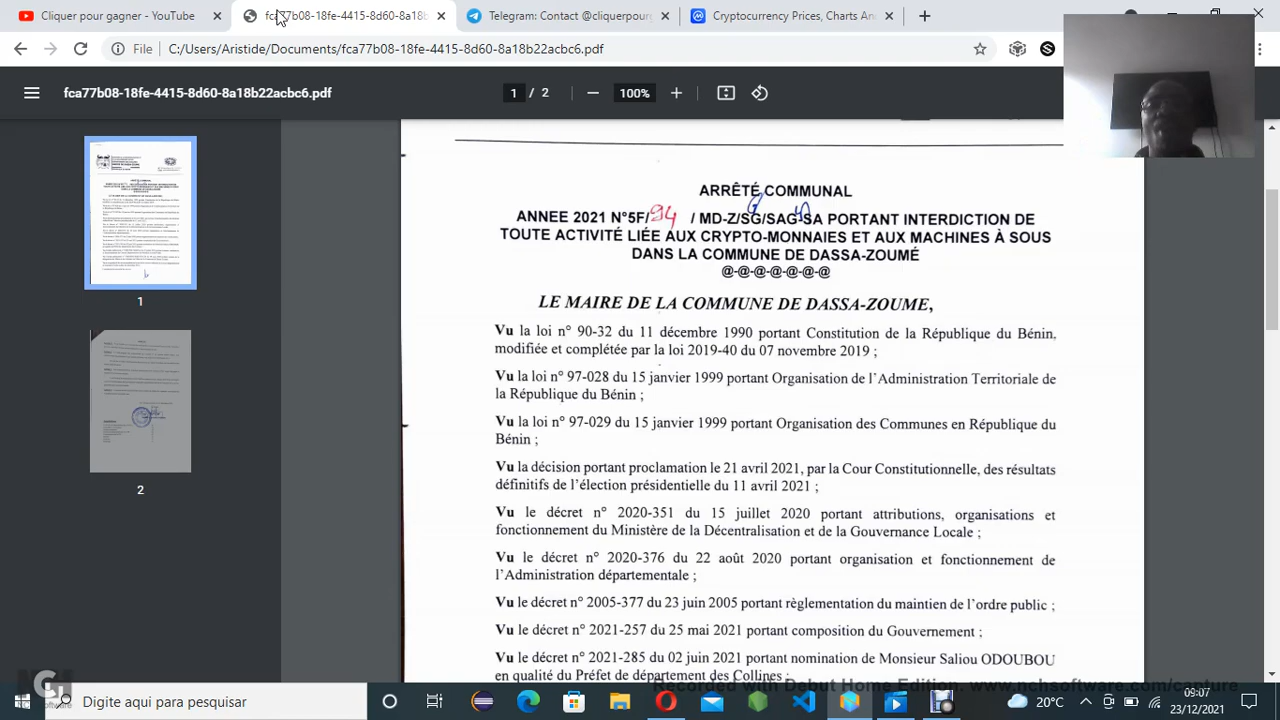 Cliquer pour gagner - YouTube
fca77b08-18fe-4415-8d60-8a18b
Telegram: Contact @cliquerpourg
Cryptocurrency Prices, Charts An
File
C:/Users/Aristide/Documents/fca77b08-18fe-4415-8d60-8a18b22acbc6.pdf
fca77b08-18fe-4415-8d60-8a18b22acbc6.pdf
1 / 2
100%
1
2
ARRÊTÉ COMMUNAL
ANNEE 2021 N°5F/94 / MD-Z/SG/SAG-SA PORTANT INTERDICTION DE
TOUTE ACTIVITÉ LIÉE AUX CRYPTO-MONNAIES ET AUX MACHINES À SOUS
DANS LA COMMUNE DE DASSA-ZOUMÉ
@-@-@-@-@-@-@
LE MAIRE DE LA COMMUNE DE DASSA-ZOUME,
Vu la loi n° 90-32 du 11 décembre 1990 portant Constitution de la République du Bénin,
modifiée et complétée par la loi 2019-40 du 07 novembre 2019 ;
Vu la loi n° 97-028 du 15 janvier 1999 portant Organisation de l'Administration Territoriale de
la République du Bénin ;
Vu la loi n° 97-029 du 15 janvier 1999 portant Organisation des Communes en République du
Bénin ;
Vu la décision portant proclamation le 21 avril 2021, par la Cour Constitutionnelle, des résultats
définitifs de l'élection présidentielle du 11 avril 2021 ;
Vu le décret n° 2020-351 du 15 juillet 2020 portant attributions, organisations et
fonctionnement du Ministère de la Décentralisation et de la Gouvernance Locale ;
Vu le décret n° 2020-376 du 22 août 2020 portant organisation et fonctionnement de
l'Administration départementale ;
Vu le décret n° 2005-377 du 23 juin 2005 portant règlementation du maintien de l'ordre public ;
Vu le décret n° 2021-257 du 25 mai 2021 portant composition du Gouvernement ;
Vu le décret n° 2021-285 du 02 juin 2021 portant nomination de Monsieur Saliou ODOUBOU
en qualité du Préfet de département des Collines ;
Recorded with Debut Home Edition. www.nchsoftware.com/capture
Digite aqui para pesquisar
20°C
09:07
23/12/2021